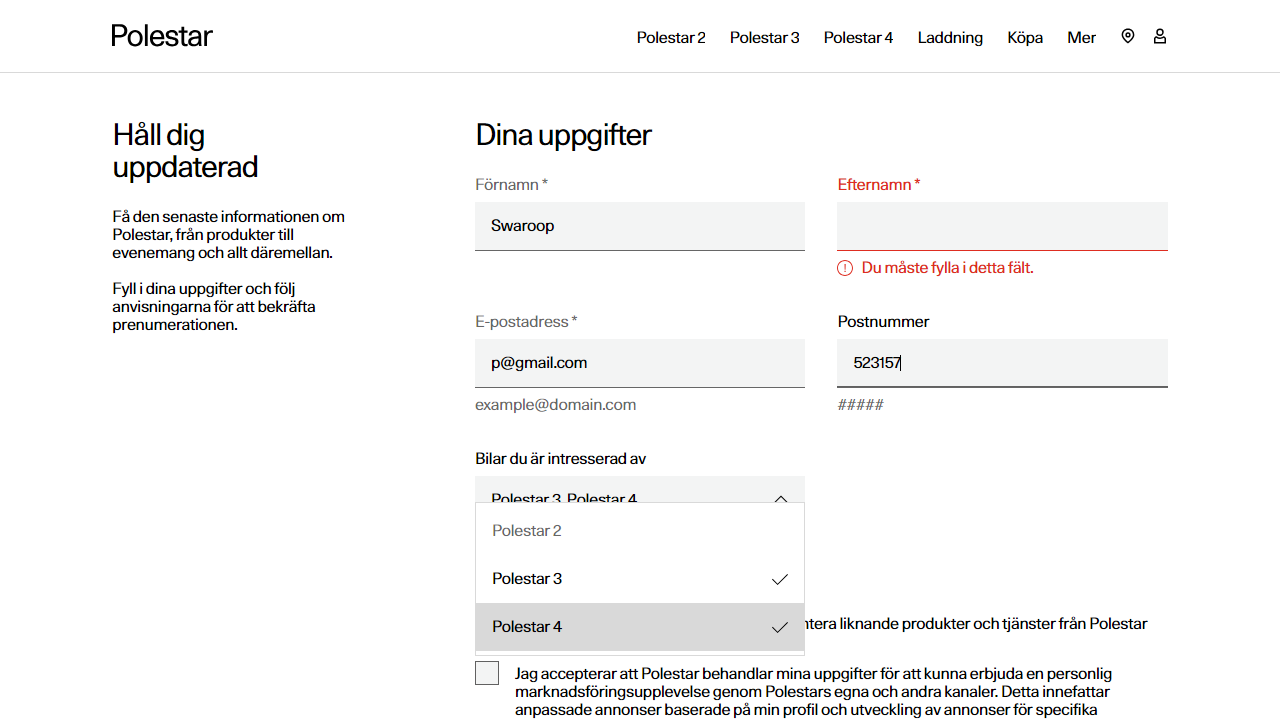 Polestar
Polestar 2
Polestar 3
Polestar 4
Laddning
Köpa
Mer
Håll dig
uppdaterad
Få den senaste informationen om
Polestar, från produkter till
evenemang och allt däremellan.
Fyll i dina uppgifter och följ
anvisningarna för att bekräfta
prenumerationen.
Dina uppgifter
Förnamn *
Swaroop
Efternamn *
Du måste fylla i detta fält.
E-postadress *
p@gmail.com
example@domain.com
Postnummer
523157
#####
Bilar du är intresserad av
Polestar 3, Polestar 4
Polestar 2
Polestar 3
Polestar 4
ntera liknande produkter och tjänster från Polestar
Jag accepterar att Polestar behandlar mina uppgifter för att kunna erbjuda en personlig
marknadsföringsupplevelse genom Polestars egna och andra kanaler. Detta innefattar
anpassade annonser baserade på min profil och utveckling av annonser för specifika